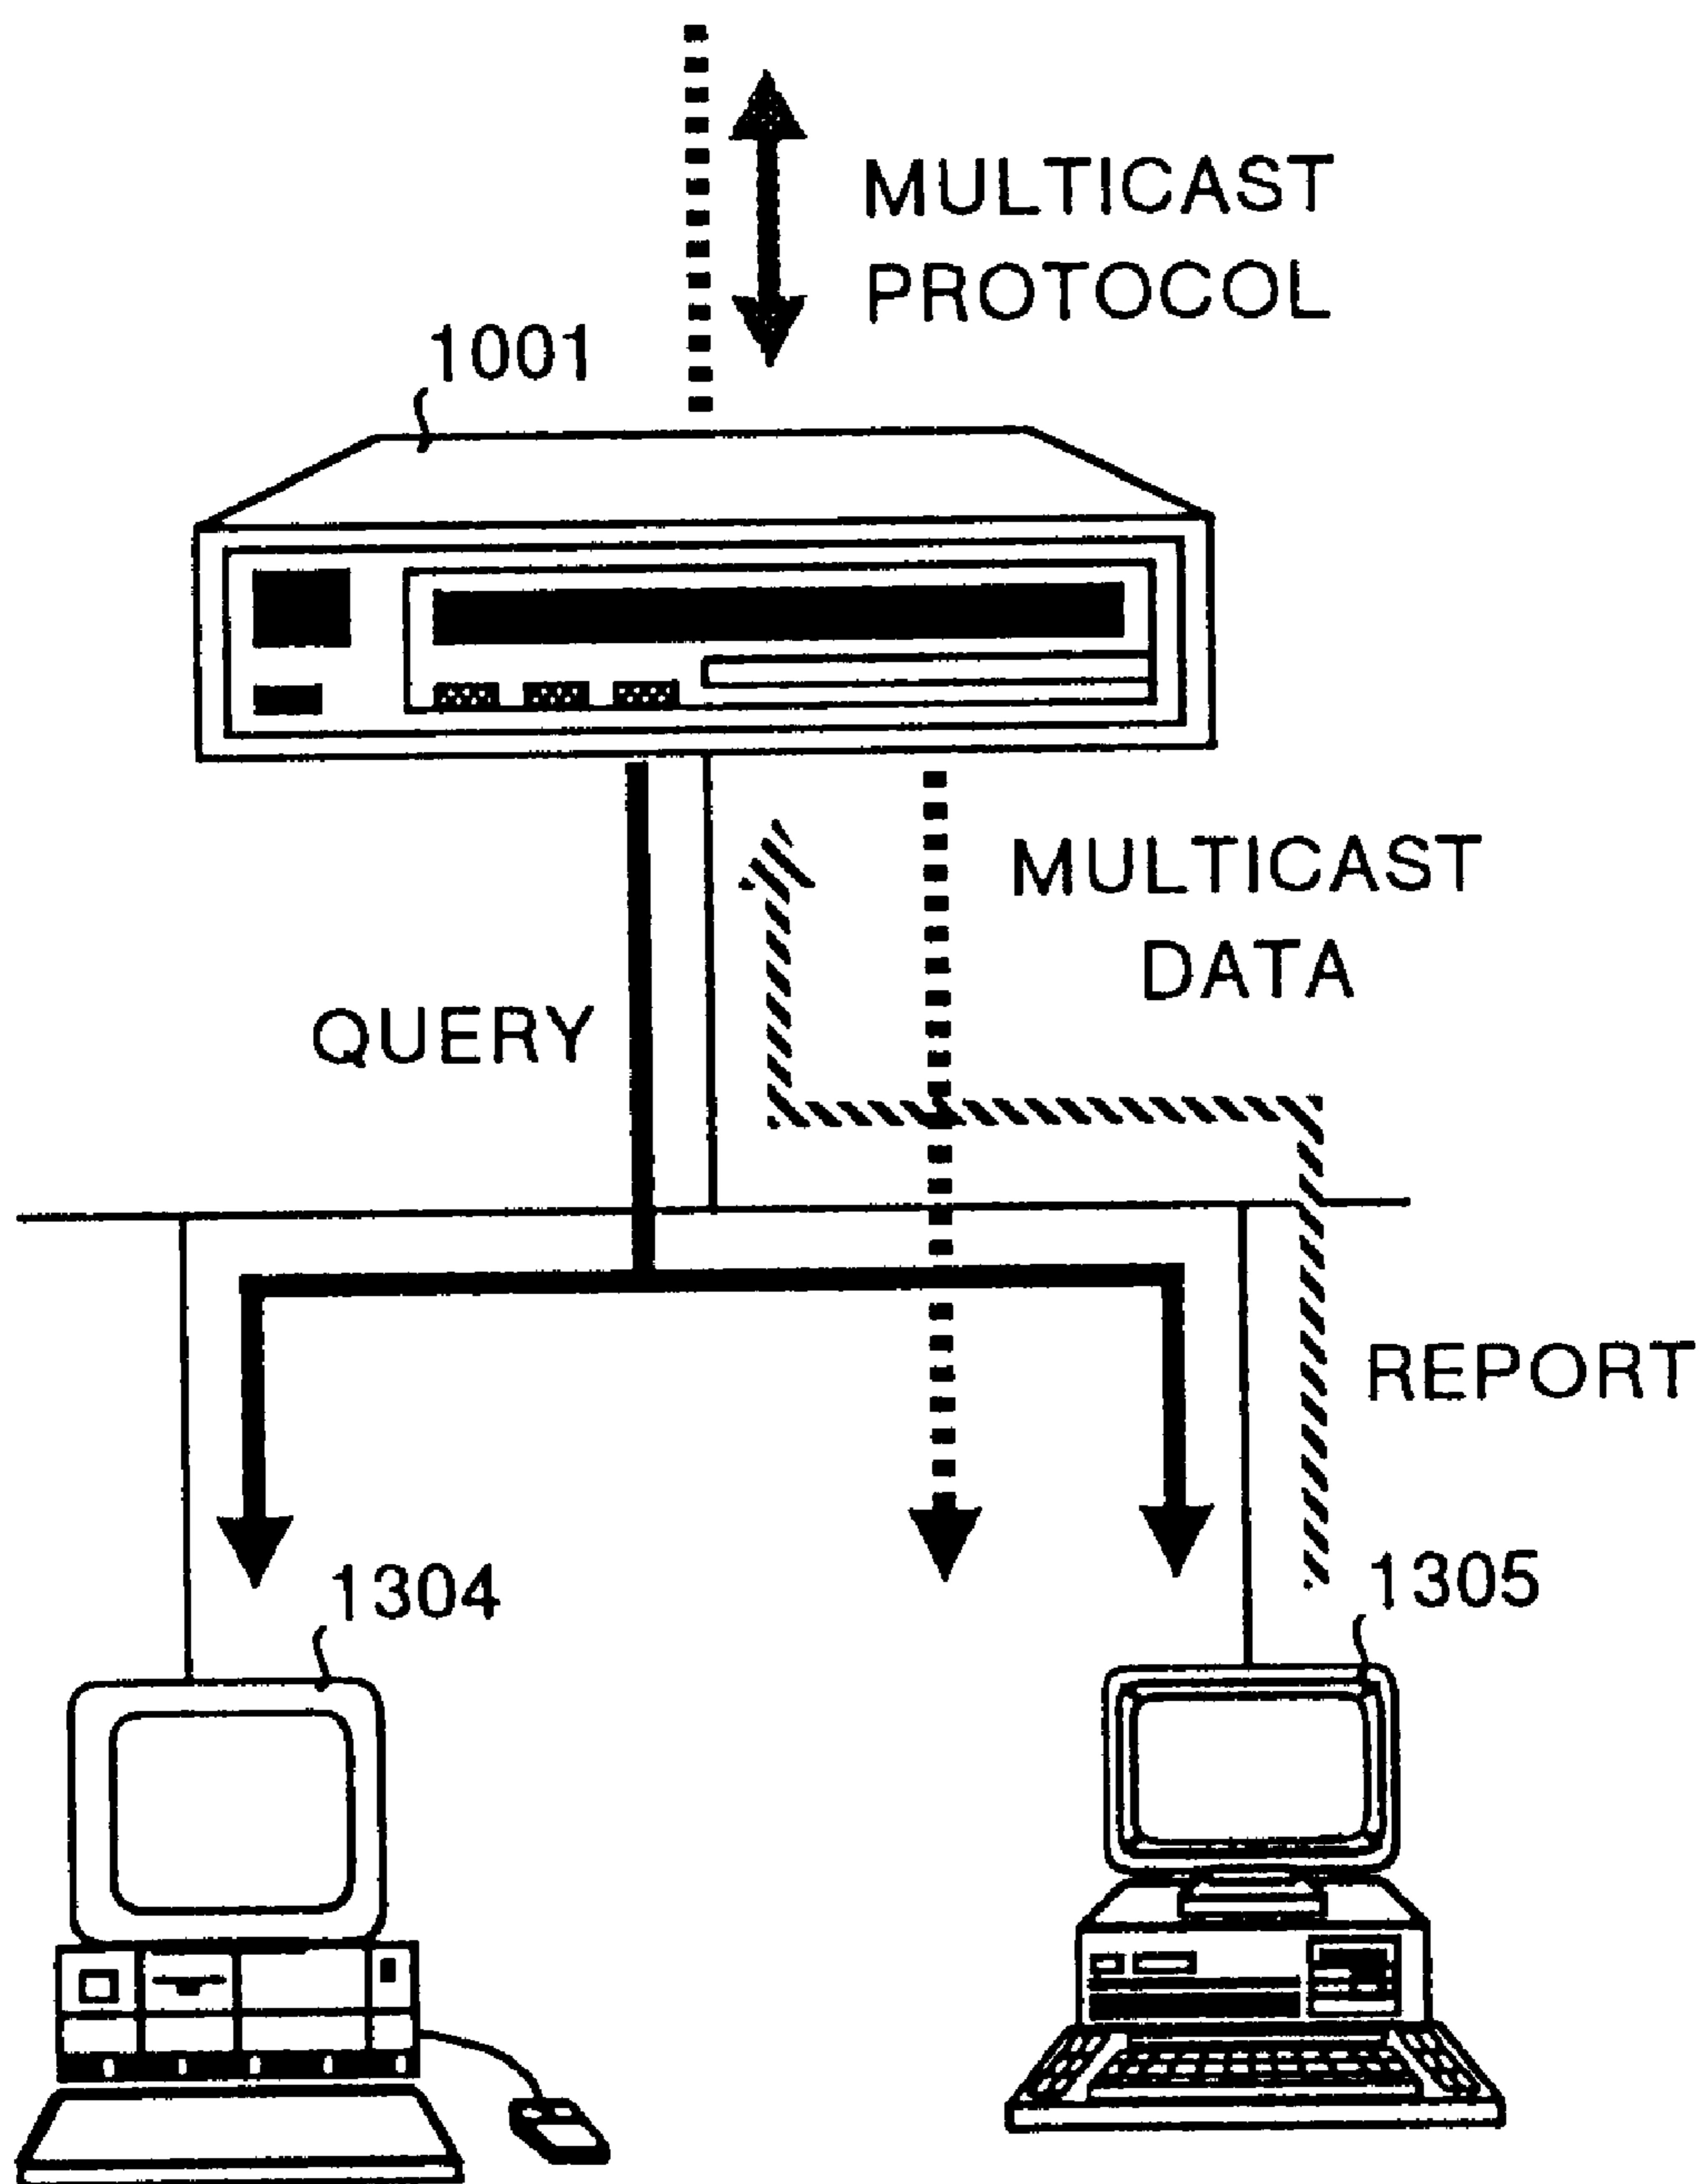 MULTICAST
PROTOCOL
1001
MULTICAST
DATA
QUERY
REPORT
1304
1305